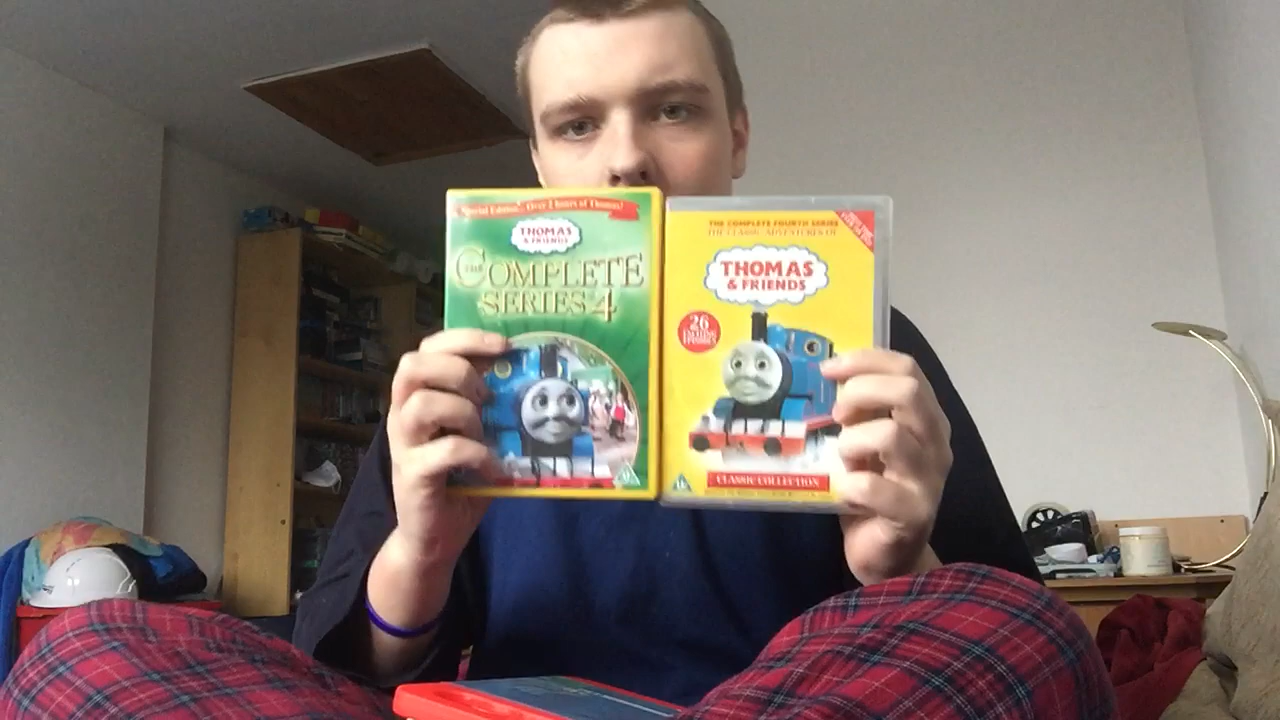 Special Edition... Over 2 hours of Thomas!
THOMAS
& FRIENDS
THE COMPLETE
SERIES 4
U
THE COMPLETE FOURTH SERIES
THE CLASSIC ADVENTURES OF
THOMAS
& FRIENDS
26
EPISODES
CLASSIC COLLECTION